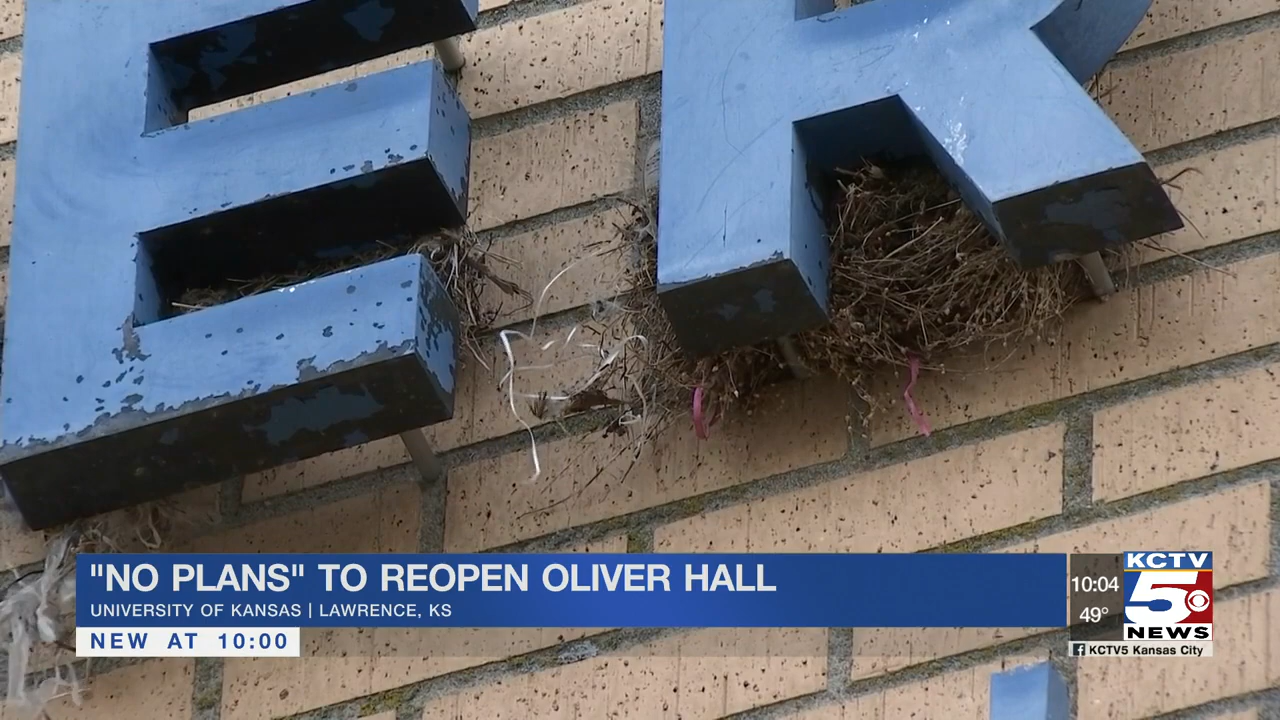 E R
"NO PLANS" TO REOPEN OLIVER HALL
UNIVERSITY OF KANSAS | LAWRENCE, KS
NEW AT 10:00
10:04
49°
KCTV
5
NEWS
KCTV5 Kansas City